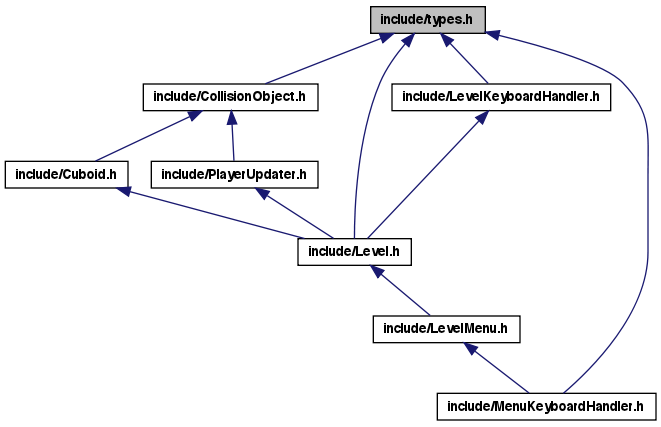 include/types.h
include/CollisionObject.h
include/LevelKeyboardHandler.h
include/Cuboid.h
include/PlayerUpdater.h
include/Level.h
include/LevelMenu.h
include/MenuKeyboardHandler.h